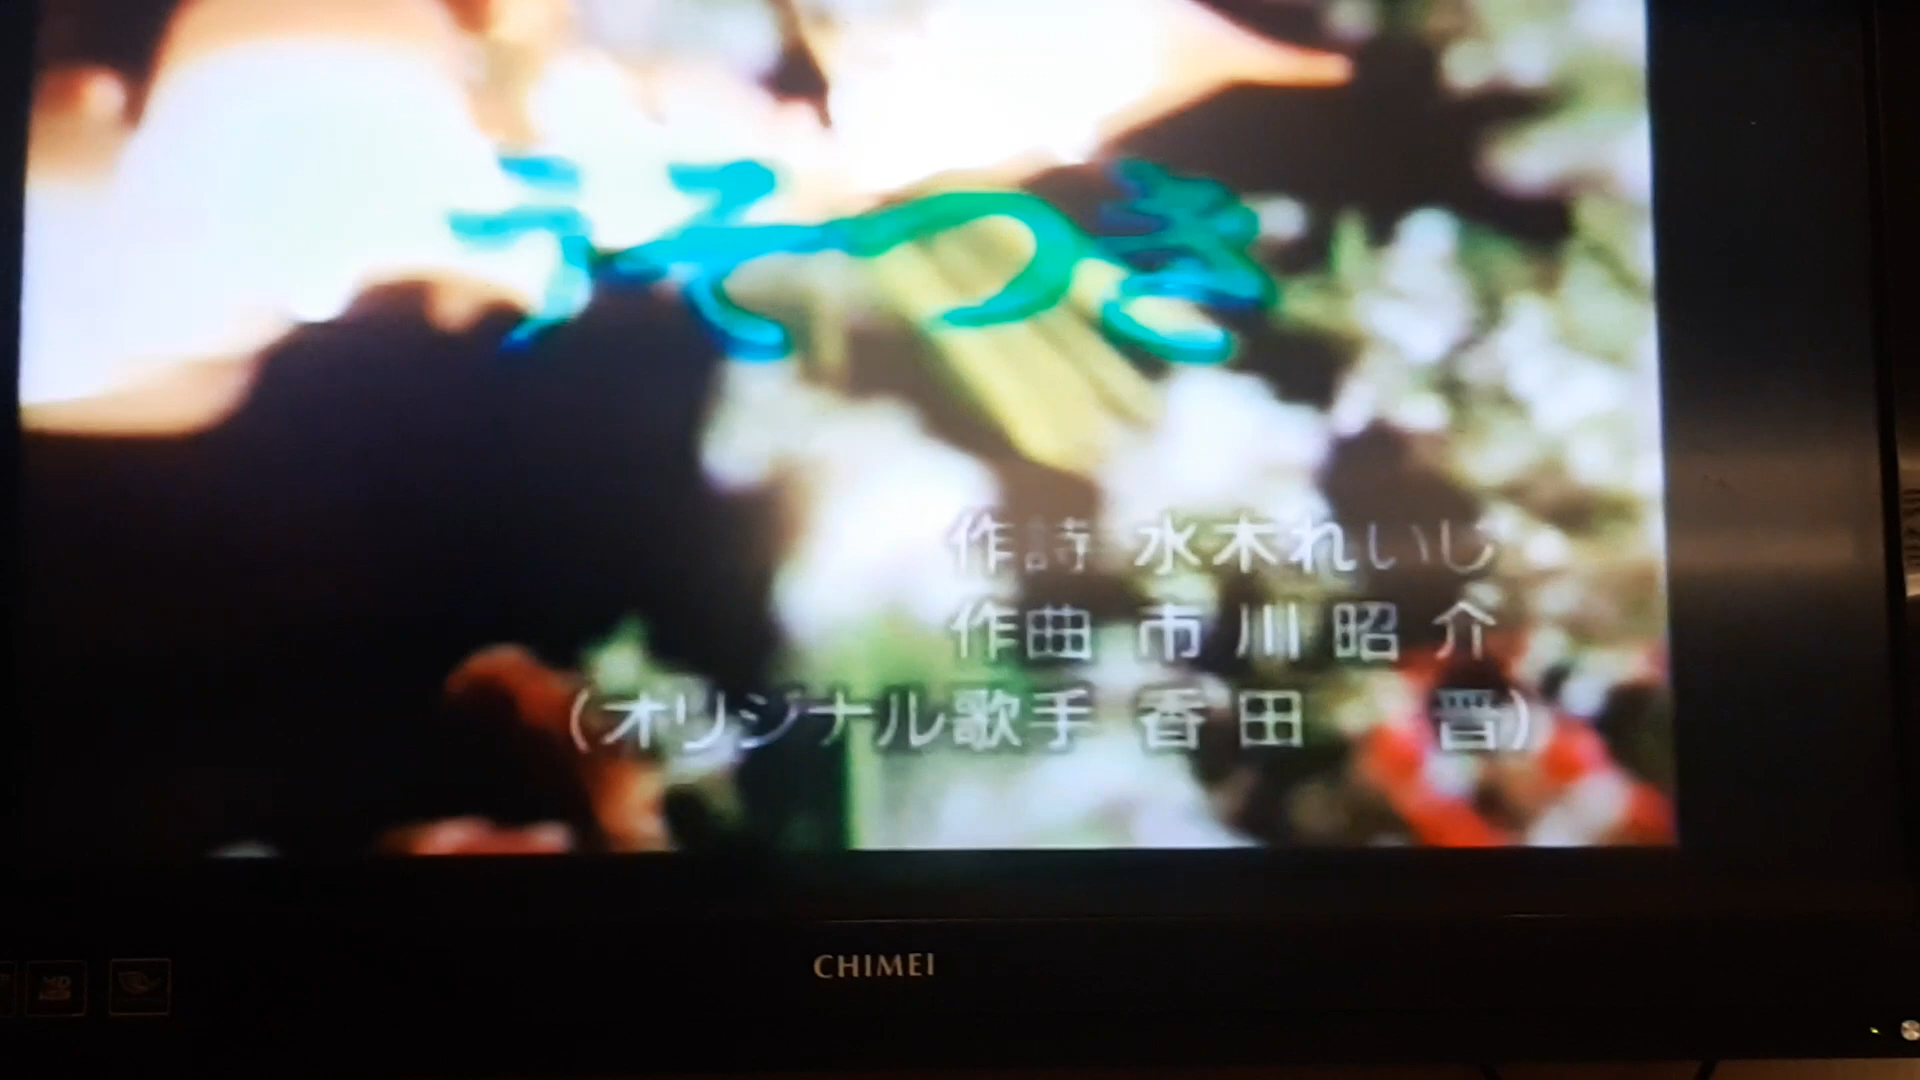 うそつき
作詩 水木れいじ
作曲 市川昭介
(オリジナル歌手 香田 晋)
CHIMEI